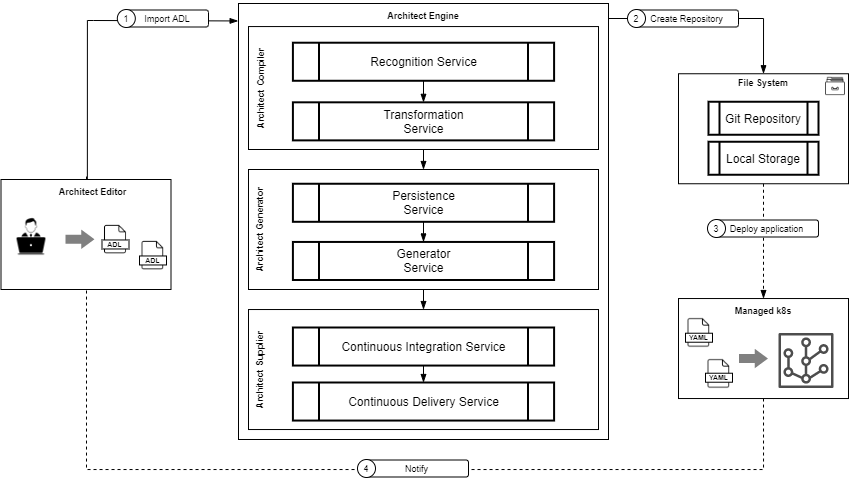 Architect Engine
1 Import ADL
2 Create Repository
Architect Compiler
Recognition Service
Transformation
Service
File System
Git Repository
Local Storage
Architect Editor
ADL
ADL
Architect Generator
Persistence
Service
Generator
Service
3 Deploy application
Managed k8s
YAML
YAML
Architect Supplier
Continuous Integration Service
Continuous Delivery Service
4 Notify